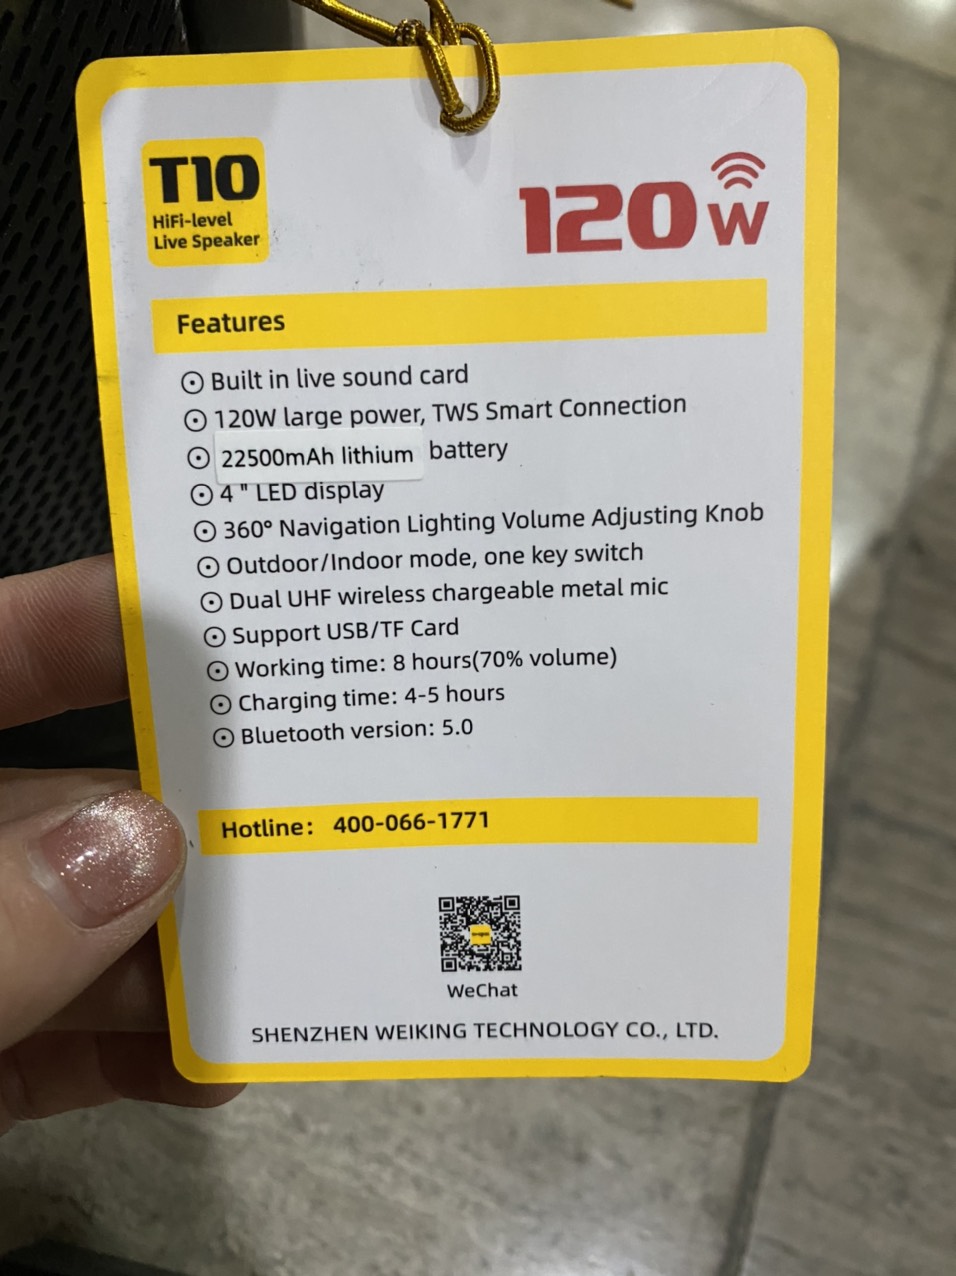 T10
HiFi-level
Live Speaker
120W
Features
Built in live sound card
120W large power, TWS Smart Connection
22500mAh lithium battery
4 " LED display
360° Navigation Lighting Volume Adjusting Knob
Outdoor/Indoor mode, one key switch
Dual UHF wireless chargeable metal mic
Support USB/TF Card
Working time: 8 hours(70% volume)
Charging time: 4-5 hours
Bluetooth version: 5.0
Hotline: 400-066-1771
WeChat
SHENZHEN WEIKING TECHNOLOGY CO., LTD.